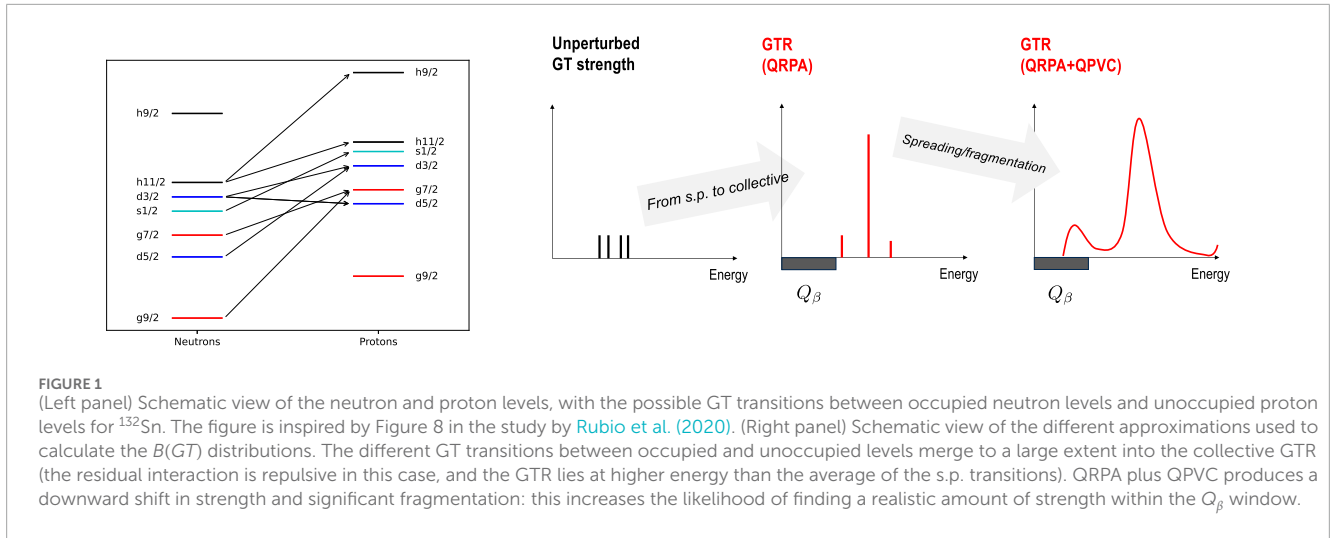 h9/2
h11/2
d3/2
s1/2
g7/2
d5/2
g9/2
Neutrons
h9/2
h11/2
s1/2
d3/2
g7/2
d5/2
g9/2
Protons
Unperturbed
GT strength
Energy
From s.p. to collective
GTR
(QRPA)
Energy
Qβ
Spreading/fragmentation
GTR
(QRPA+QPVC)
Energy
Qβ
FIGURE 1
(Left panel) Schematic view of the neutron and proton levels, with the possible GT transitions between occupied neutron levels and unoccupied proton
levels for ¹³²Sn. The figure is inspired by Figure 8 in the study by Rubio et al. (2020). (Right panel) Schematic view of the different approximations used to
calculate the B(GT) distributions. The different GT transitions between occupied and unoccupied levels merge to a large extent into the collective GTR
(the residual interaction is repulsive in this case, and the GTR lies at higher energy than the average of the s.p. transitions). QRPA plus QPVC produces a
downward shift in strength and significant fragmentation: this increases the likelihood of finding a realistic amount of strength within the Qβ window.